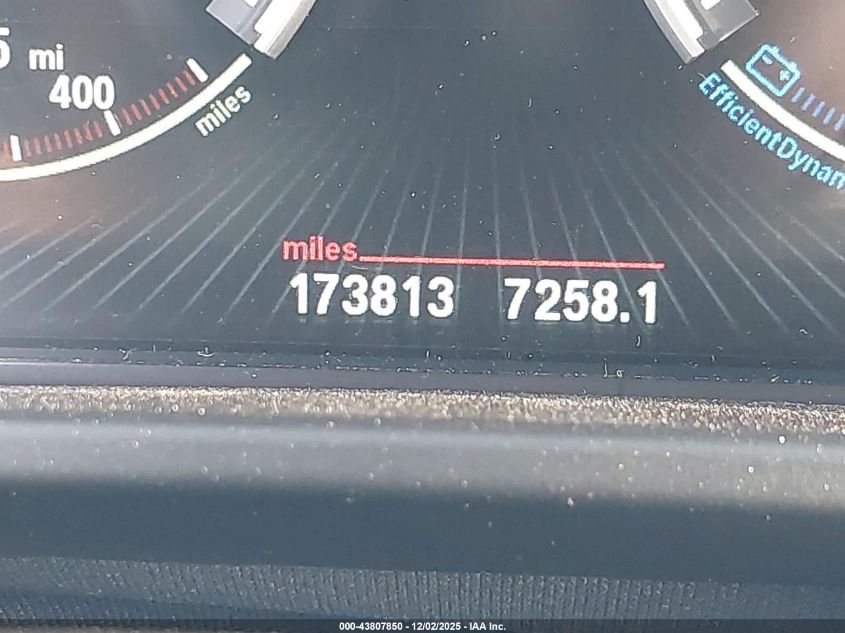 5 mi
400
miles
EfficientDynam
miles
173813 7258.1
000-43807850 - 12/02/2025 - IAA Inc.